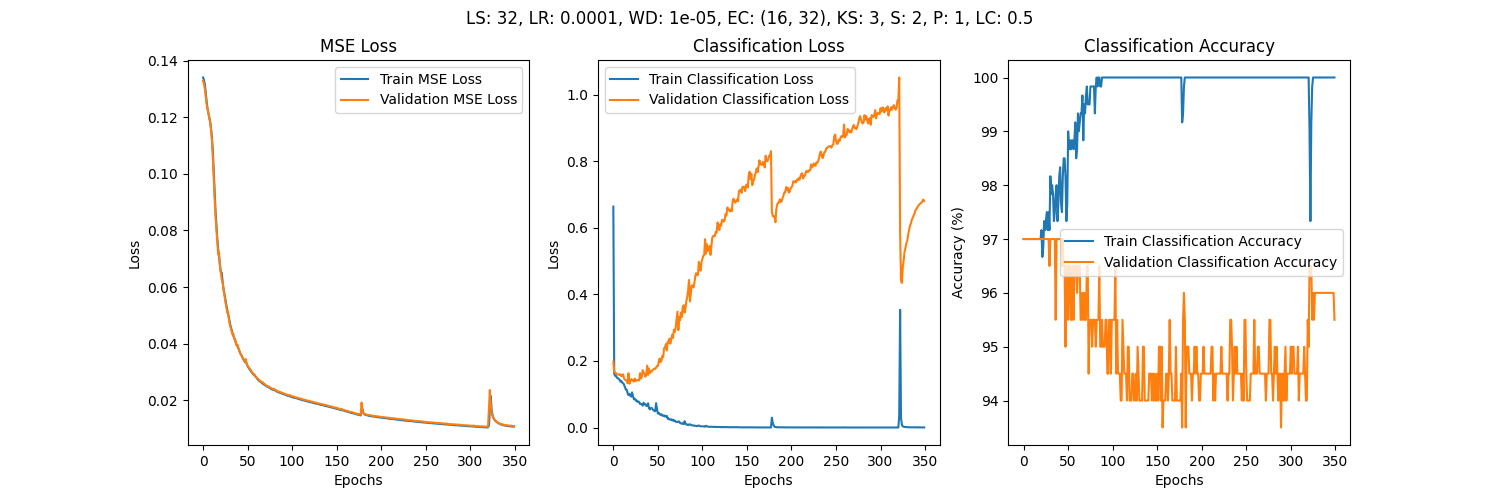 LS: 32, LR: 0.0001, WD: 1e-05, EC: (16, 32), KS: 3, S: 2, P: 1, LC: 0.5
MSE Loss
Train MSE Loss
Validation MSE Loss
0.14
0.12
0.10
0.08
0.06
0.04
0.02
Loss
0
50
100
150
200
250
300
350
Epochs
Classification Loss
Train Classification Loss
Validation Classification Loss
1.0
0.8
0.6
0.4
0.2
0.0
Loss
0
50
100
150
200
250
300
350
Epochs
Classification Accuracy
100
99
98
97
96
95
94
Accuracy (%)
Train Classification Accuracy
Validation Classification Accuracy
0
50
100
150
200
250
300
350
Epochs